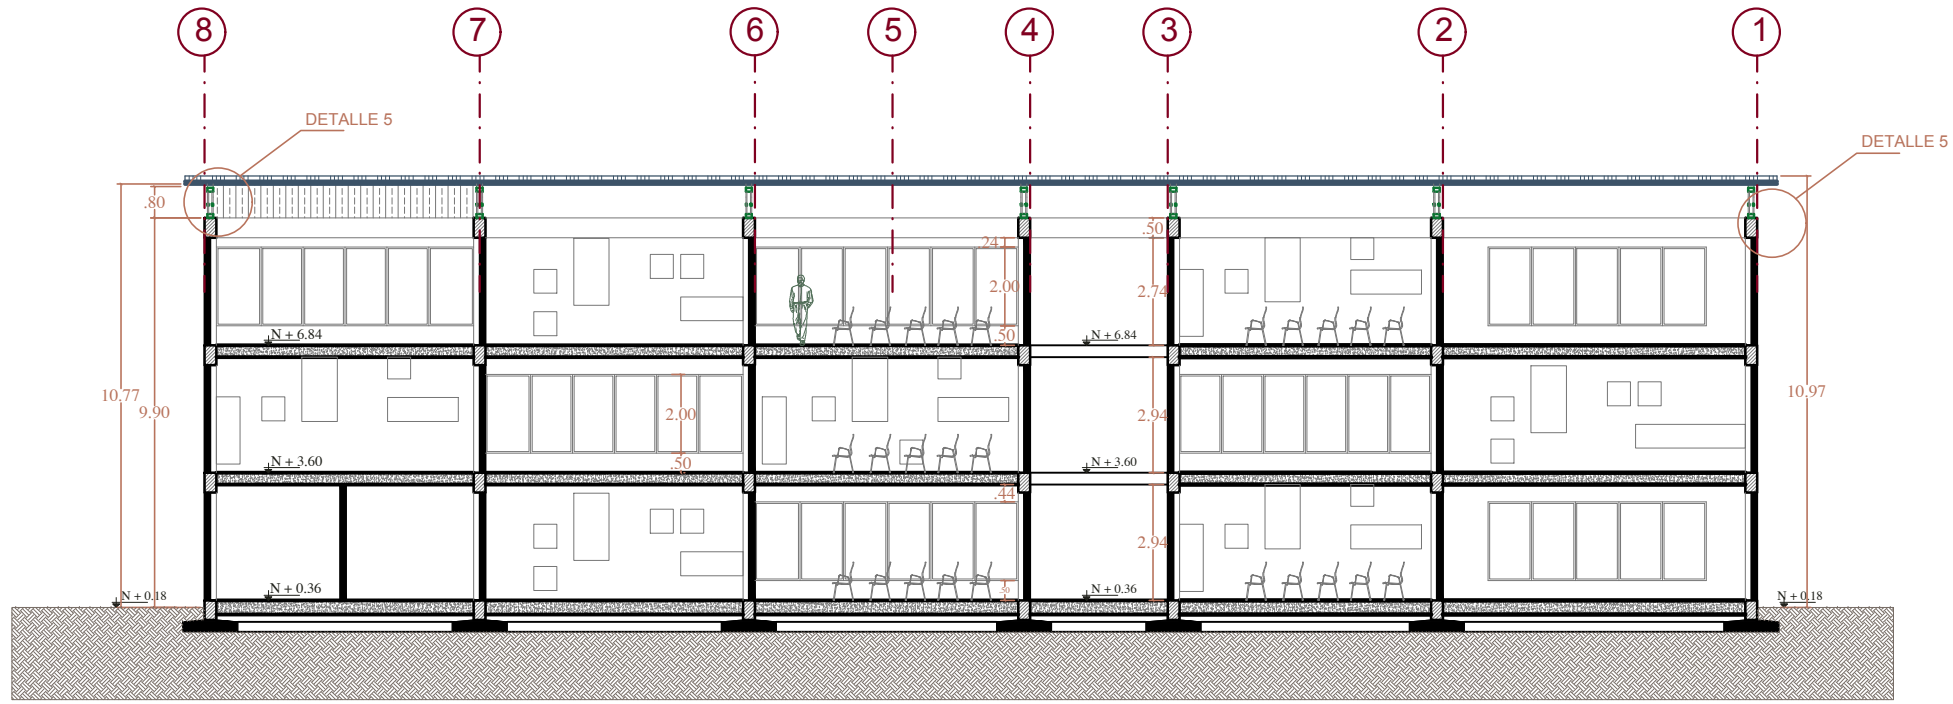 8 7 6 5 4 3 2 1
DETALLE 5
DETALLE 5
.80
.50
.24
2.00
2.74
.50
N + 6.84
N + 6.84
10.77
9.90
10.97
2.00
2.94
.50
N + 3.60
N + 3.60
.44
2.94
N + 0.36
.50
N + 0.36
N + 0.18
N + 0.18